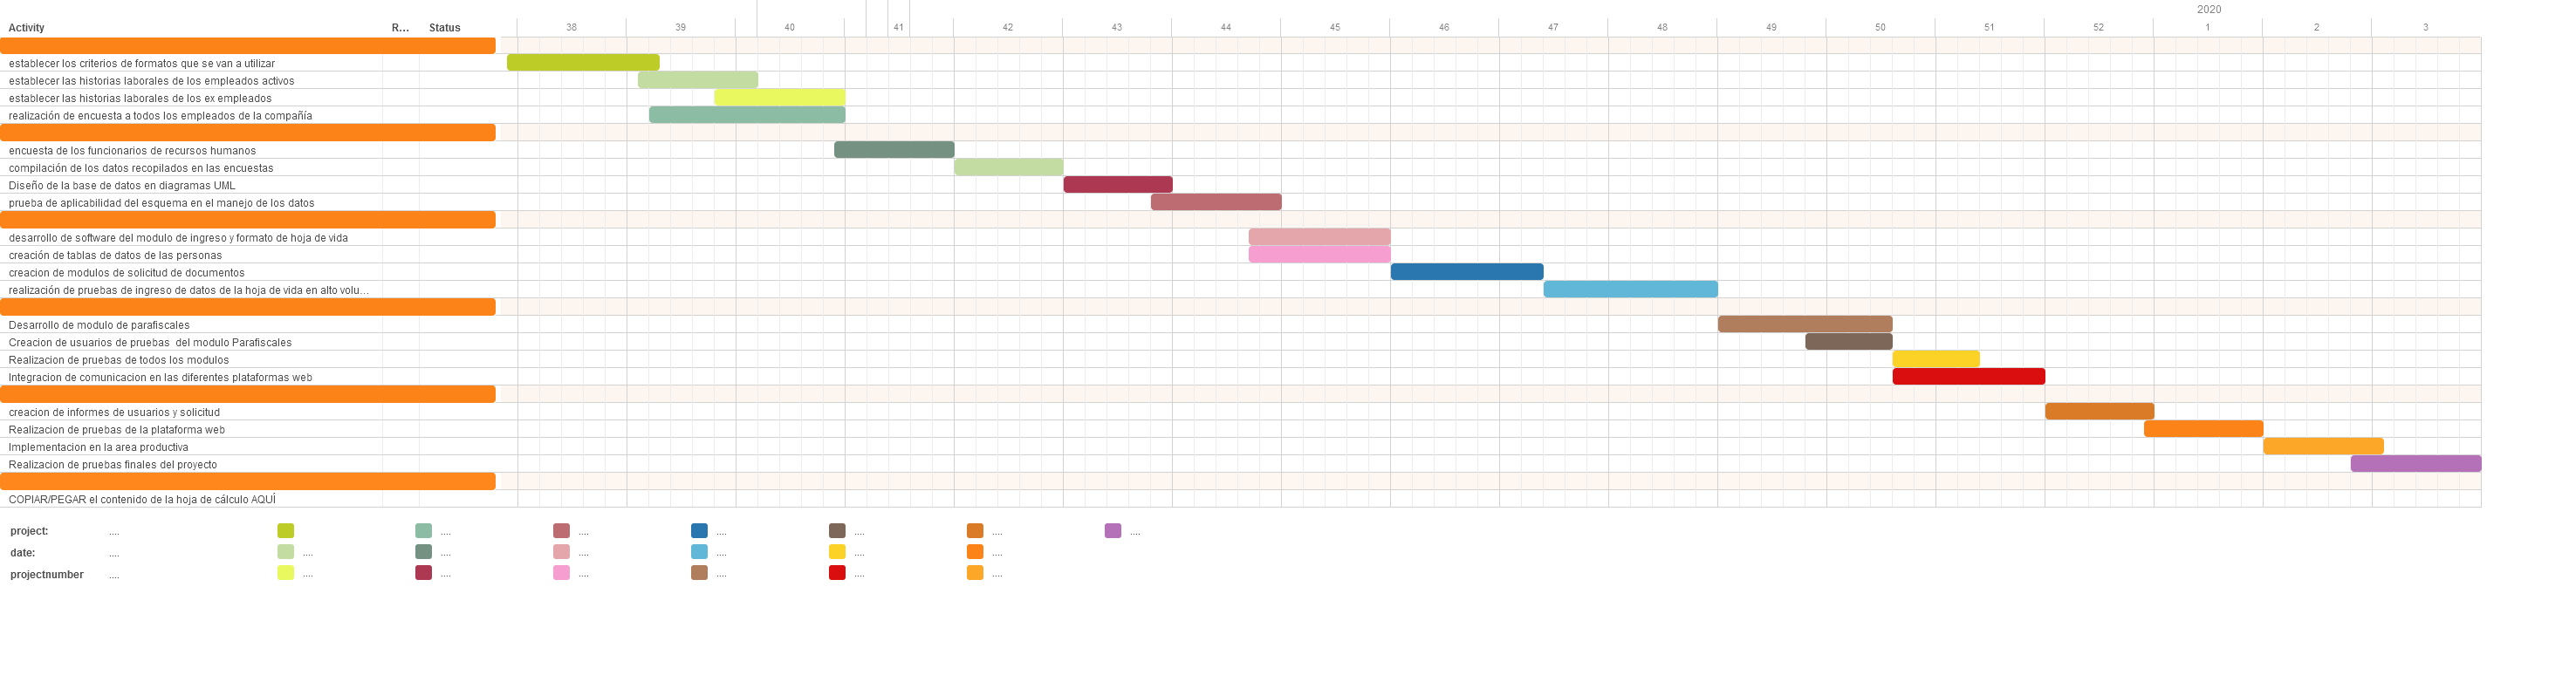 2020
Activity R... Status 38 39 40 41 42 43 44 45 46 47 48 49 50 51 52 1 2 3
establecer los criterios de formatos que se van a utilizar
establecer las historias laborales de los empleados activos
establecer las historias laborales de los ex empleados
realización de encuesta a todos los empleados de la compañía
encuesta de los funcionarios de recursos humanos
compilación de los datos recopilados en las encuestas
Diseño de la base de datos en diagramas UML
prueba de aplicabilidad del esquema en el manejo de los datos
desarrollo de software del modulo de ingreso y formato de hoja de vida
creación de tablas de datos de las personas
creacion de modulos de solicitud de documentos
realización de pruebas de ingreso de datos de la hoja de vida en alto volu...
Desarrollo de modulo de parafiscales
Creacion de usuarios de pruebas  del modulo Parafiscales
Realizacion de pruebas de todos los modulos
Integracion de comunicacion en las diferentes plataformas web
creacion de informes de usuarios y solicitud
Realizacion de pruebas de la plataforma web
Implementacion en la area productiva
Realizacion de pruebas finales del proyecto
COPIAR/PEGAR el contenido de la hoja de cálculo AQUÍ
project: .... .... .... .... .... .... ....
date: .... .... .... .... .... .... ....
projectnumber .... .... .... .... .... .... ....